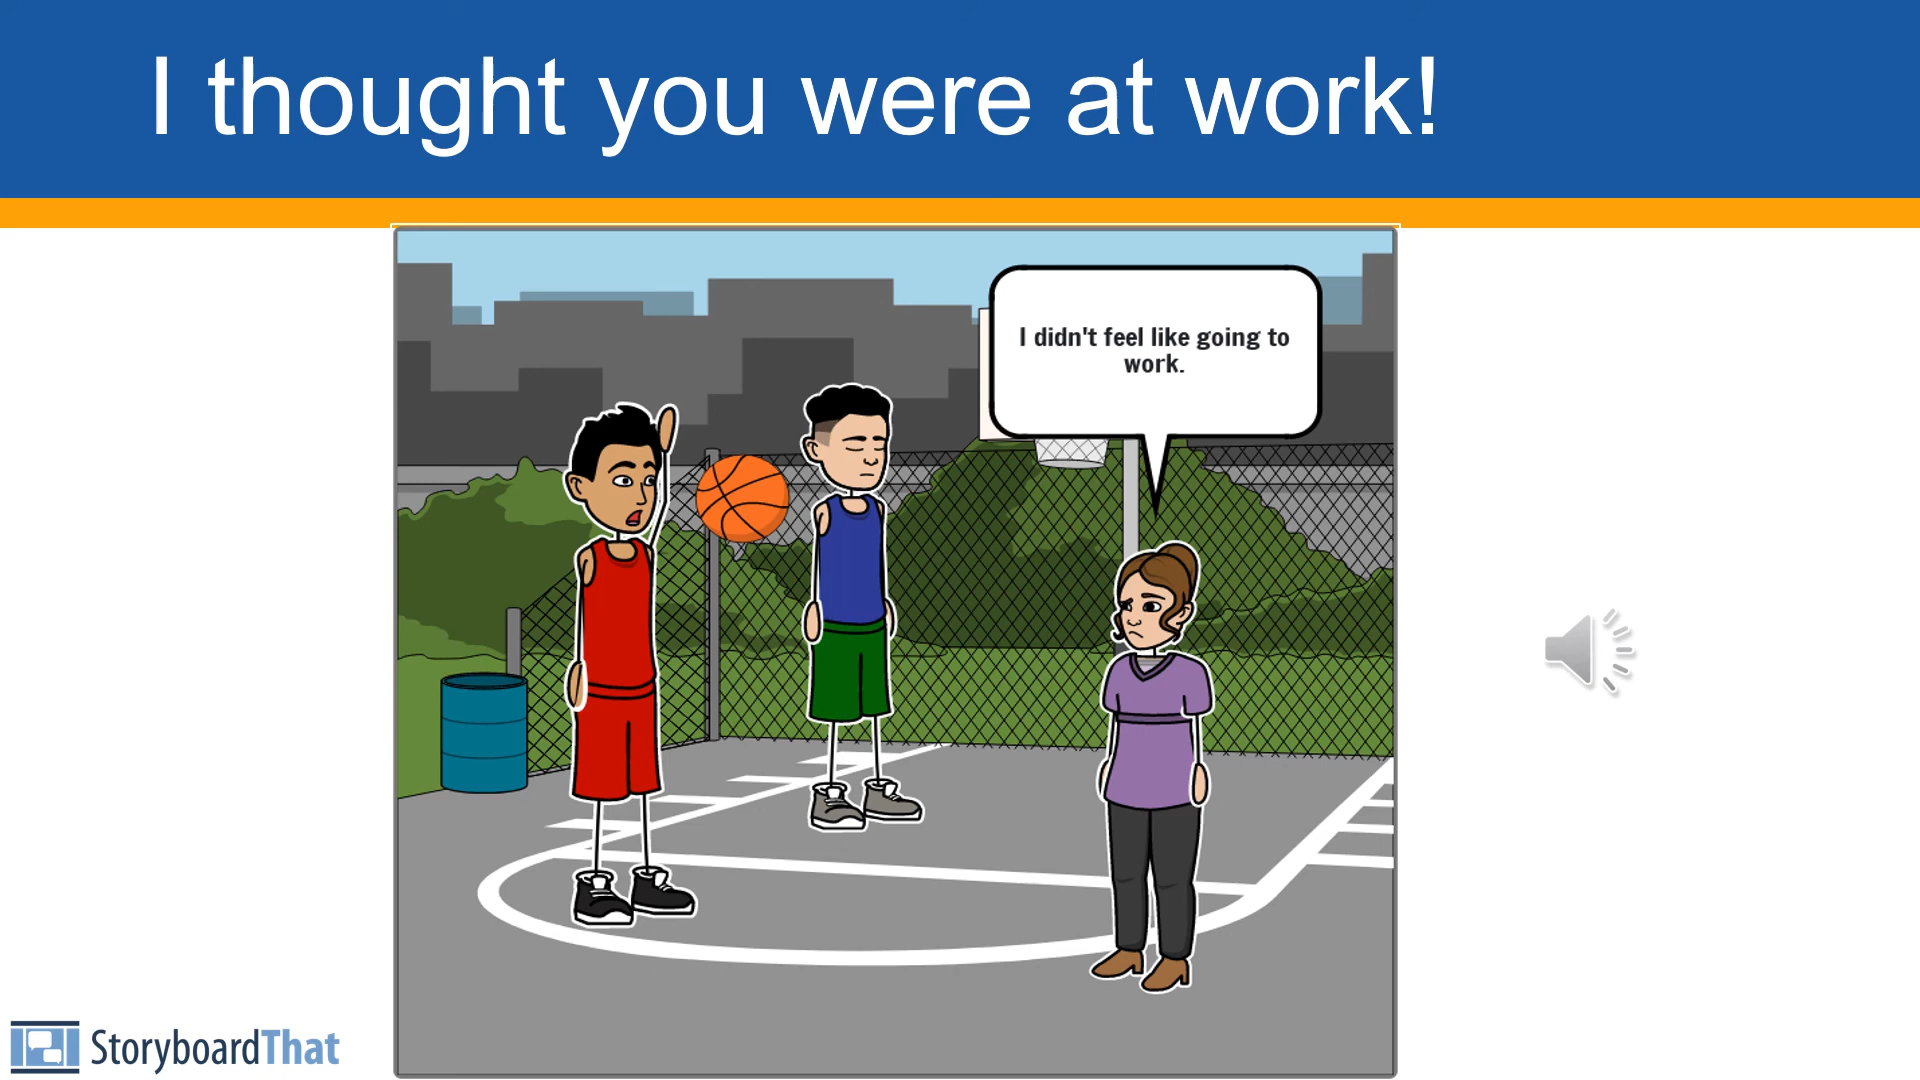 I thought you were at work!
I didn't feel like going to
work.
StoryboardThat